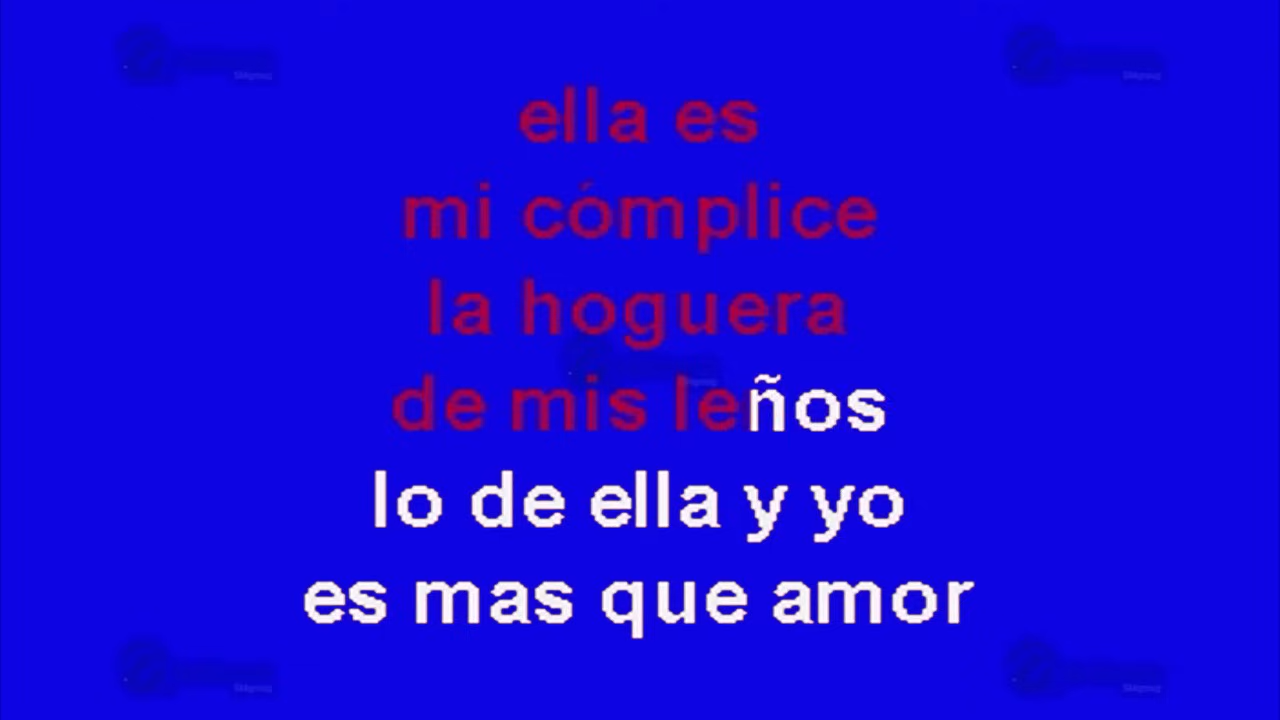 ella es
mi cómplice
la hoguera
de mis leños
lo de ella y yo
es mas que amor